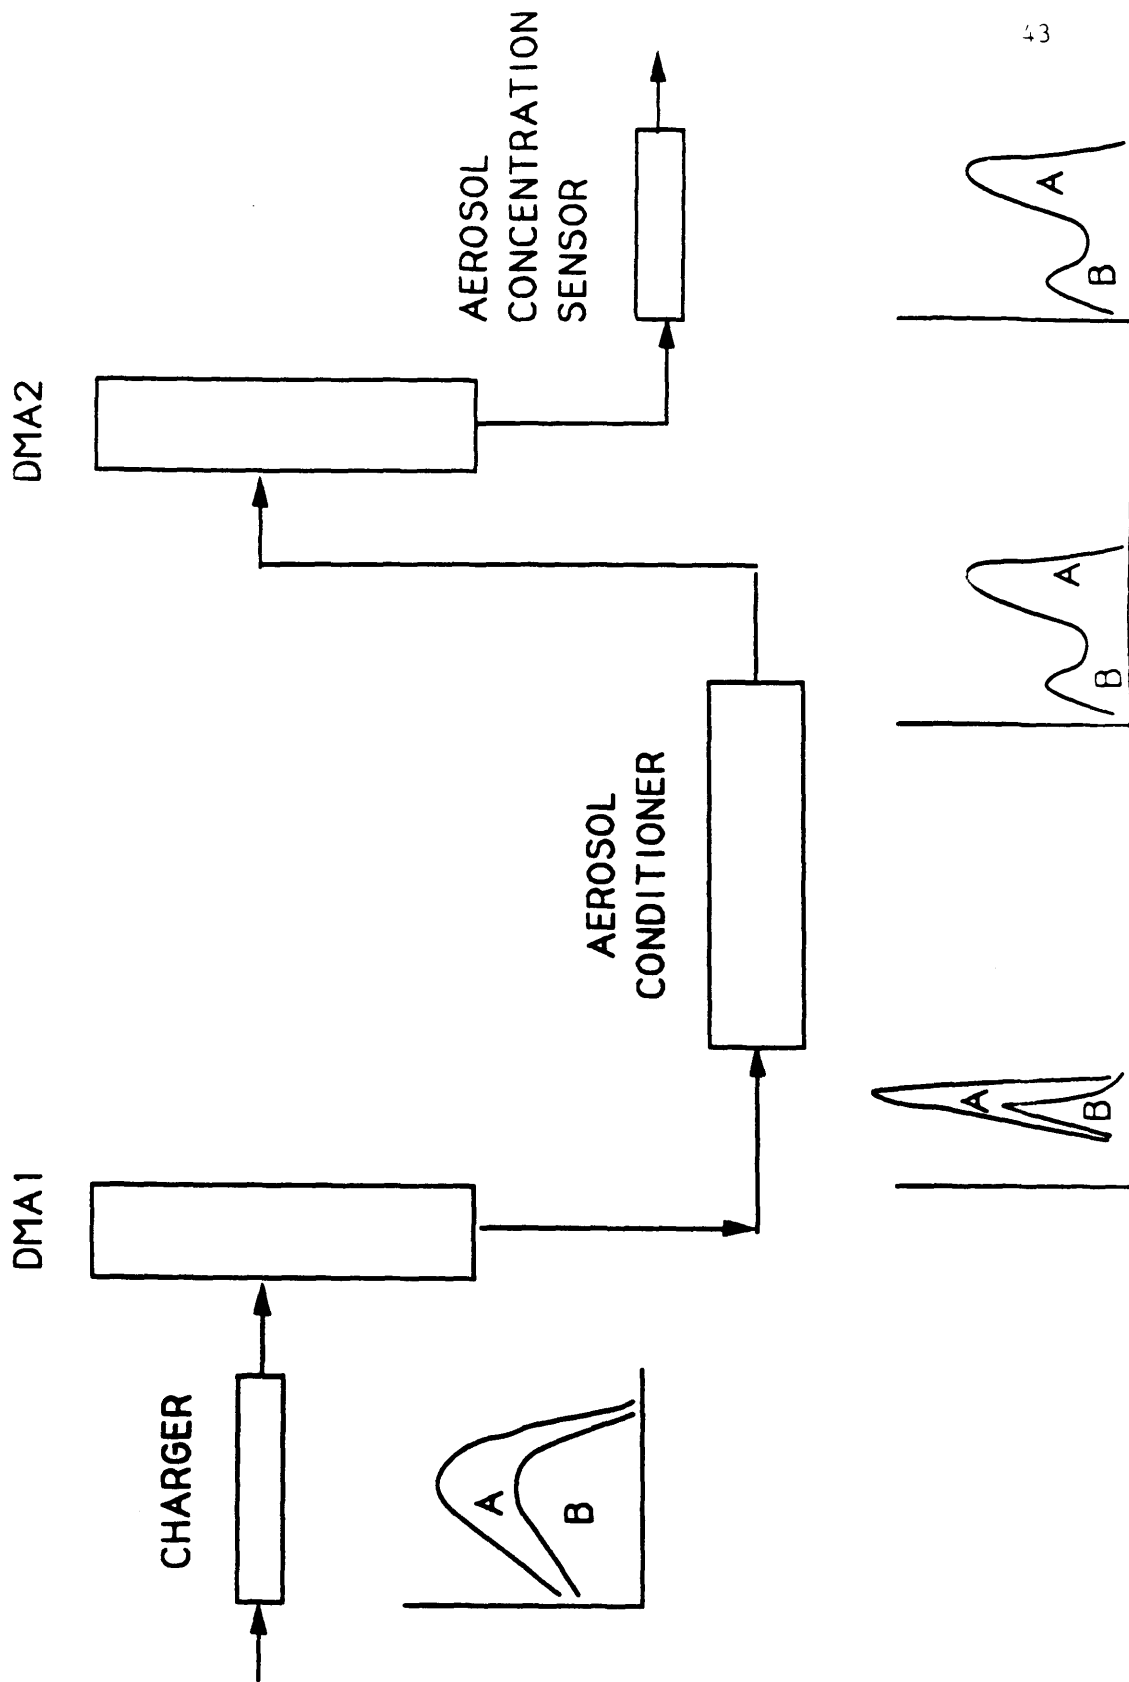 43
CHARGER
DMA1
AEROSOL
CONDITIONER
DMA2
AEROSOL
CONCENTRATION
SENSOR
A
B
A
B
B
A
B
A